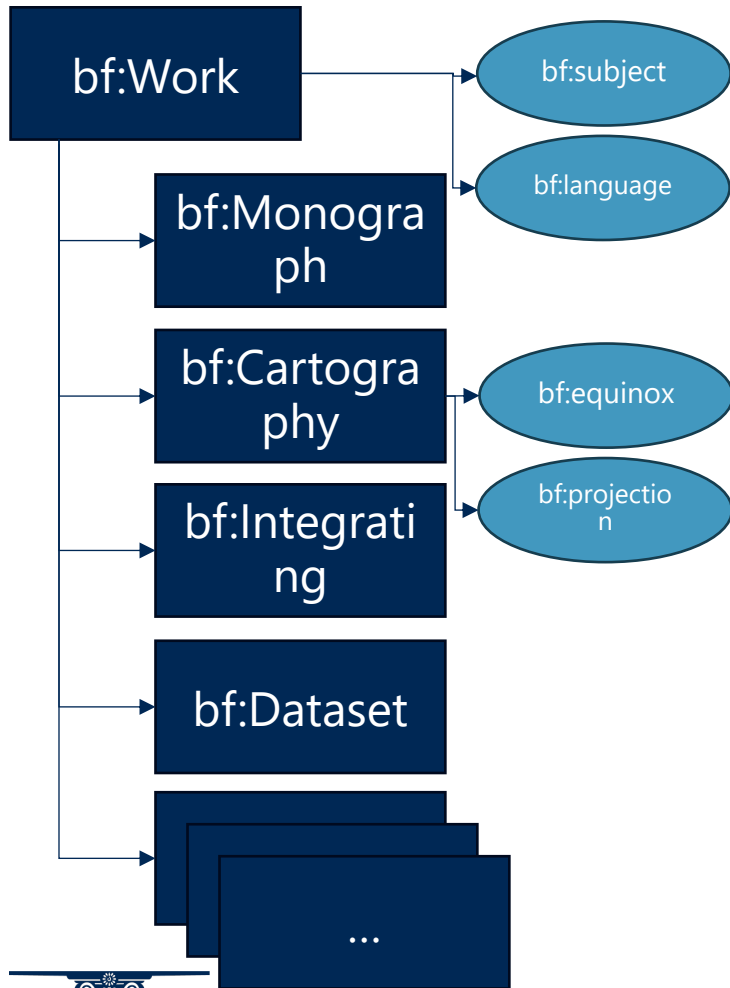 bf:Work
bf:subject
bf:language
bf:Monogra
ph
bf:Cartogra
phy
bf:equinox
bf:projectio
n
bf:Integrati
ng
bf:Dataset
...